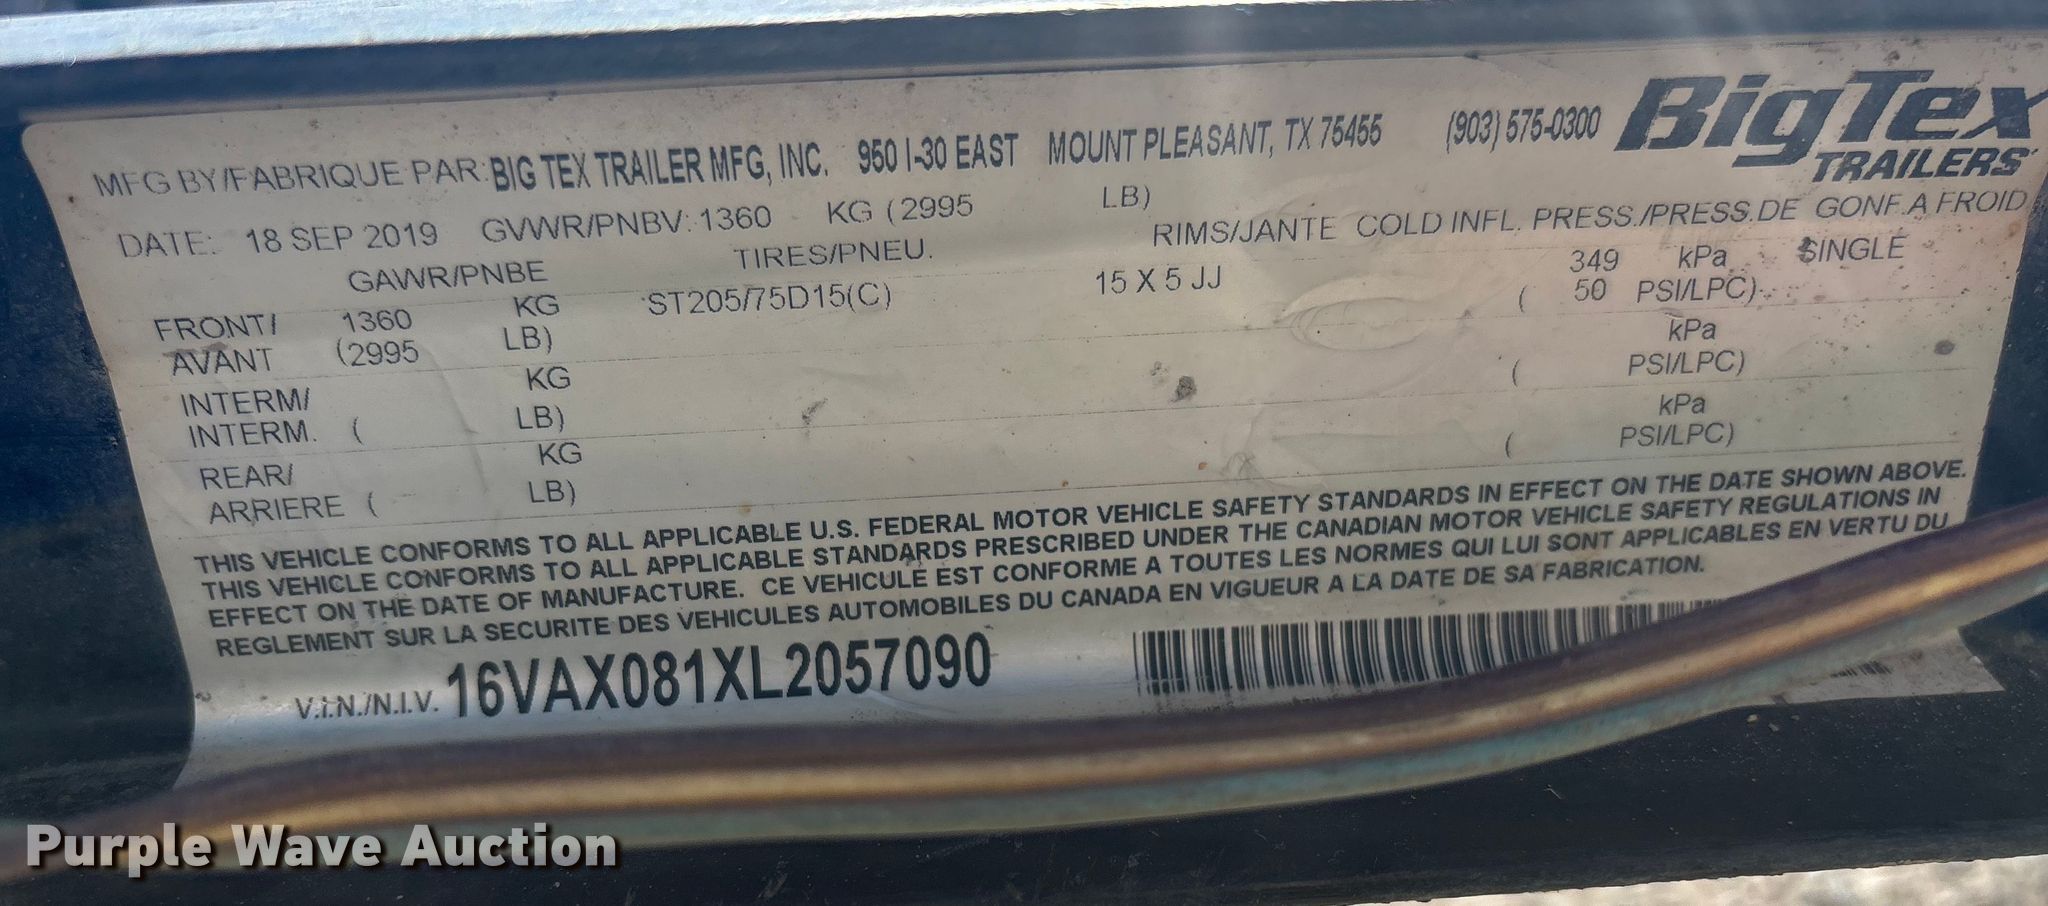 MFG BY/FABRIQUE PAR: BIG TEX TRAILER MFG, INC. 950 I-30 EAST MOUNT PLEASANT, TX 75455 (903) 575-0300 BigTex TRAILERS
DATE: 18 SEP 2019 GVWR/PNBV: 1360 KG (2995 LB)
GAWR/PNBE TIRES/PNEU. RIMS/JANTE COLD INFL. PRESS./PRESS.DE GONF.A FROID
FRONT/ 1360 KG ST205/75D15(C) 15 X 5 JJ 349 kPa SINGLE
AVANT (2995 LB) ( 50 PSI/LPC)
INTERM/ KG kPa
INTERM. ( LB) ( PSI/LPC)
REAR/ KG kPa
ARRIERE ( LB) ( PSI/LPC)
THIS VEHICLE CONFORMS TO ALL APPLICABLE U.S. FEDERAL MOTOR VEHICLE SAFETY STANDARDS IN EFFECT ON THE DATE SHOWN ABOVE.
THIS VEHICLE CONFORMS TO ALL APPLICABLE STANDARDS PRESCRIBED UNDER THE CANADIAN MOTOR VEHICLE SAFETY REGULATIONS IN
EFFECT ON THE DATE OF MANUFACTURE. CE VEHICULE EST CONFORME A TOUTES LES NORMES QUI LUI SONT APPLICABLES EN VERTU DU
REGLEMENT SUR LA SECURITE DES VEHICULES AUTOMOBILES DU CANADA EN VIGUEUR A LA DATE DE SA FABRICATION.
V.I.N./N.I.V. 16VAX081XL2057090
Purple Wave Auction